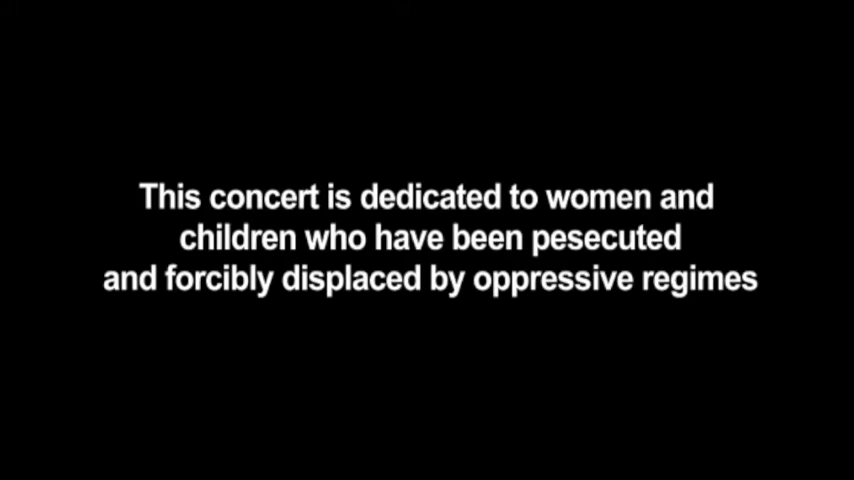 This concert is dedicated to women and
children who have been pesecuted
and forcibly displaced by oppressive regimes